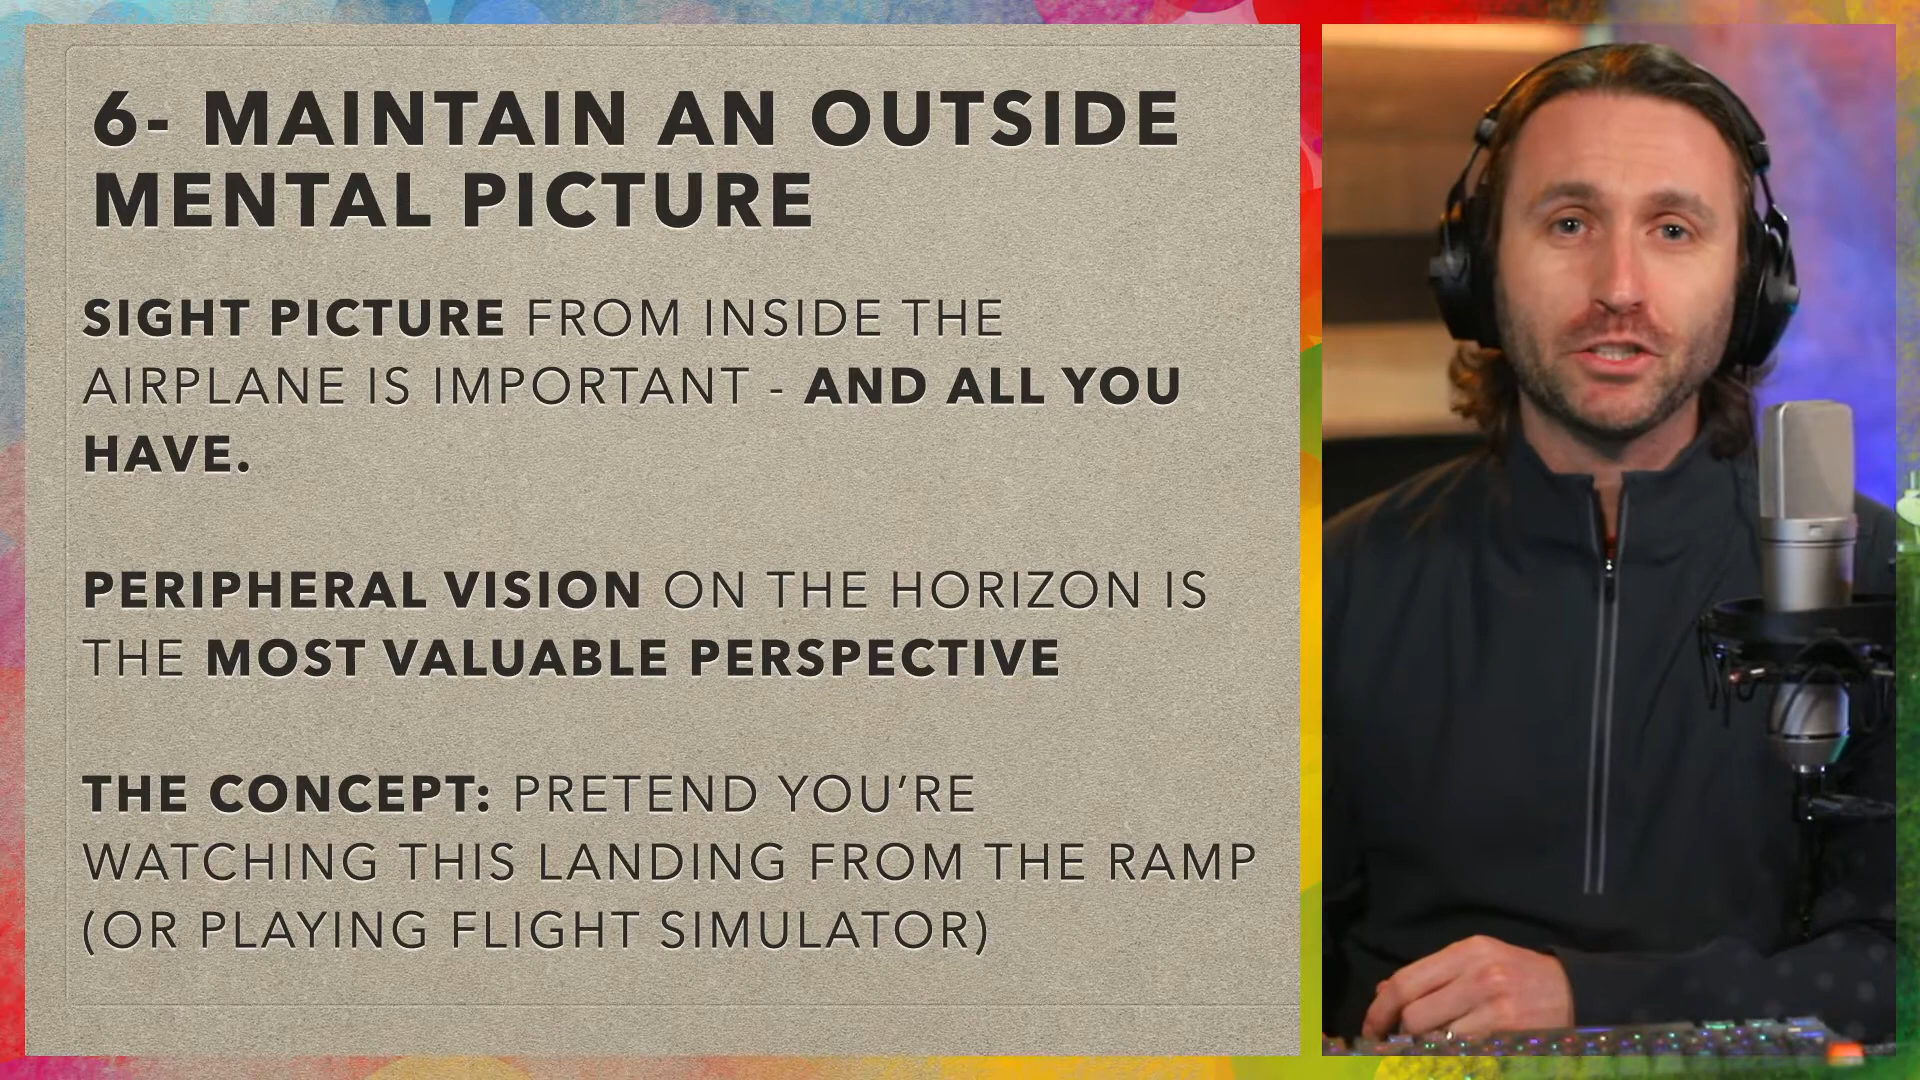 6- MAINTAIN AN OUTSIDE
MENTAL PICTURE
SIGHT PICTURE FROM INSIDE THE
AIRPLANE IS IMPORTANT - AND ALL YOU
HAVE.
PERIPHERAL VISION ON THE HORIZON IS
THE MOST VALUABLE PERSPECTIVE
THE CONCEPT: PRETEND YOU’RE
WATCHING THIS LANDING FROM THE RAMP
(OR PLAYING FLIGHT SIMULATOR)